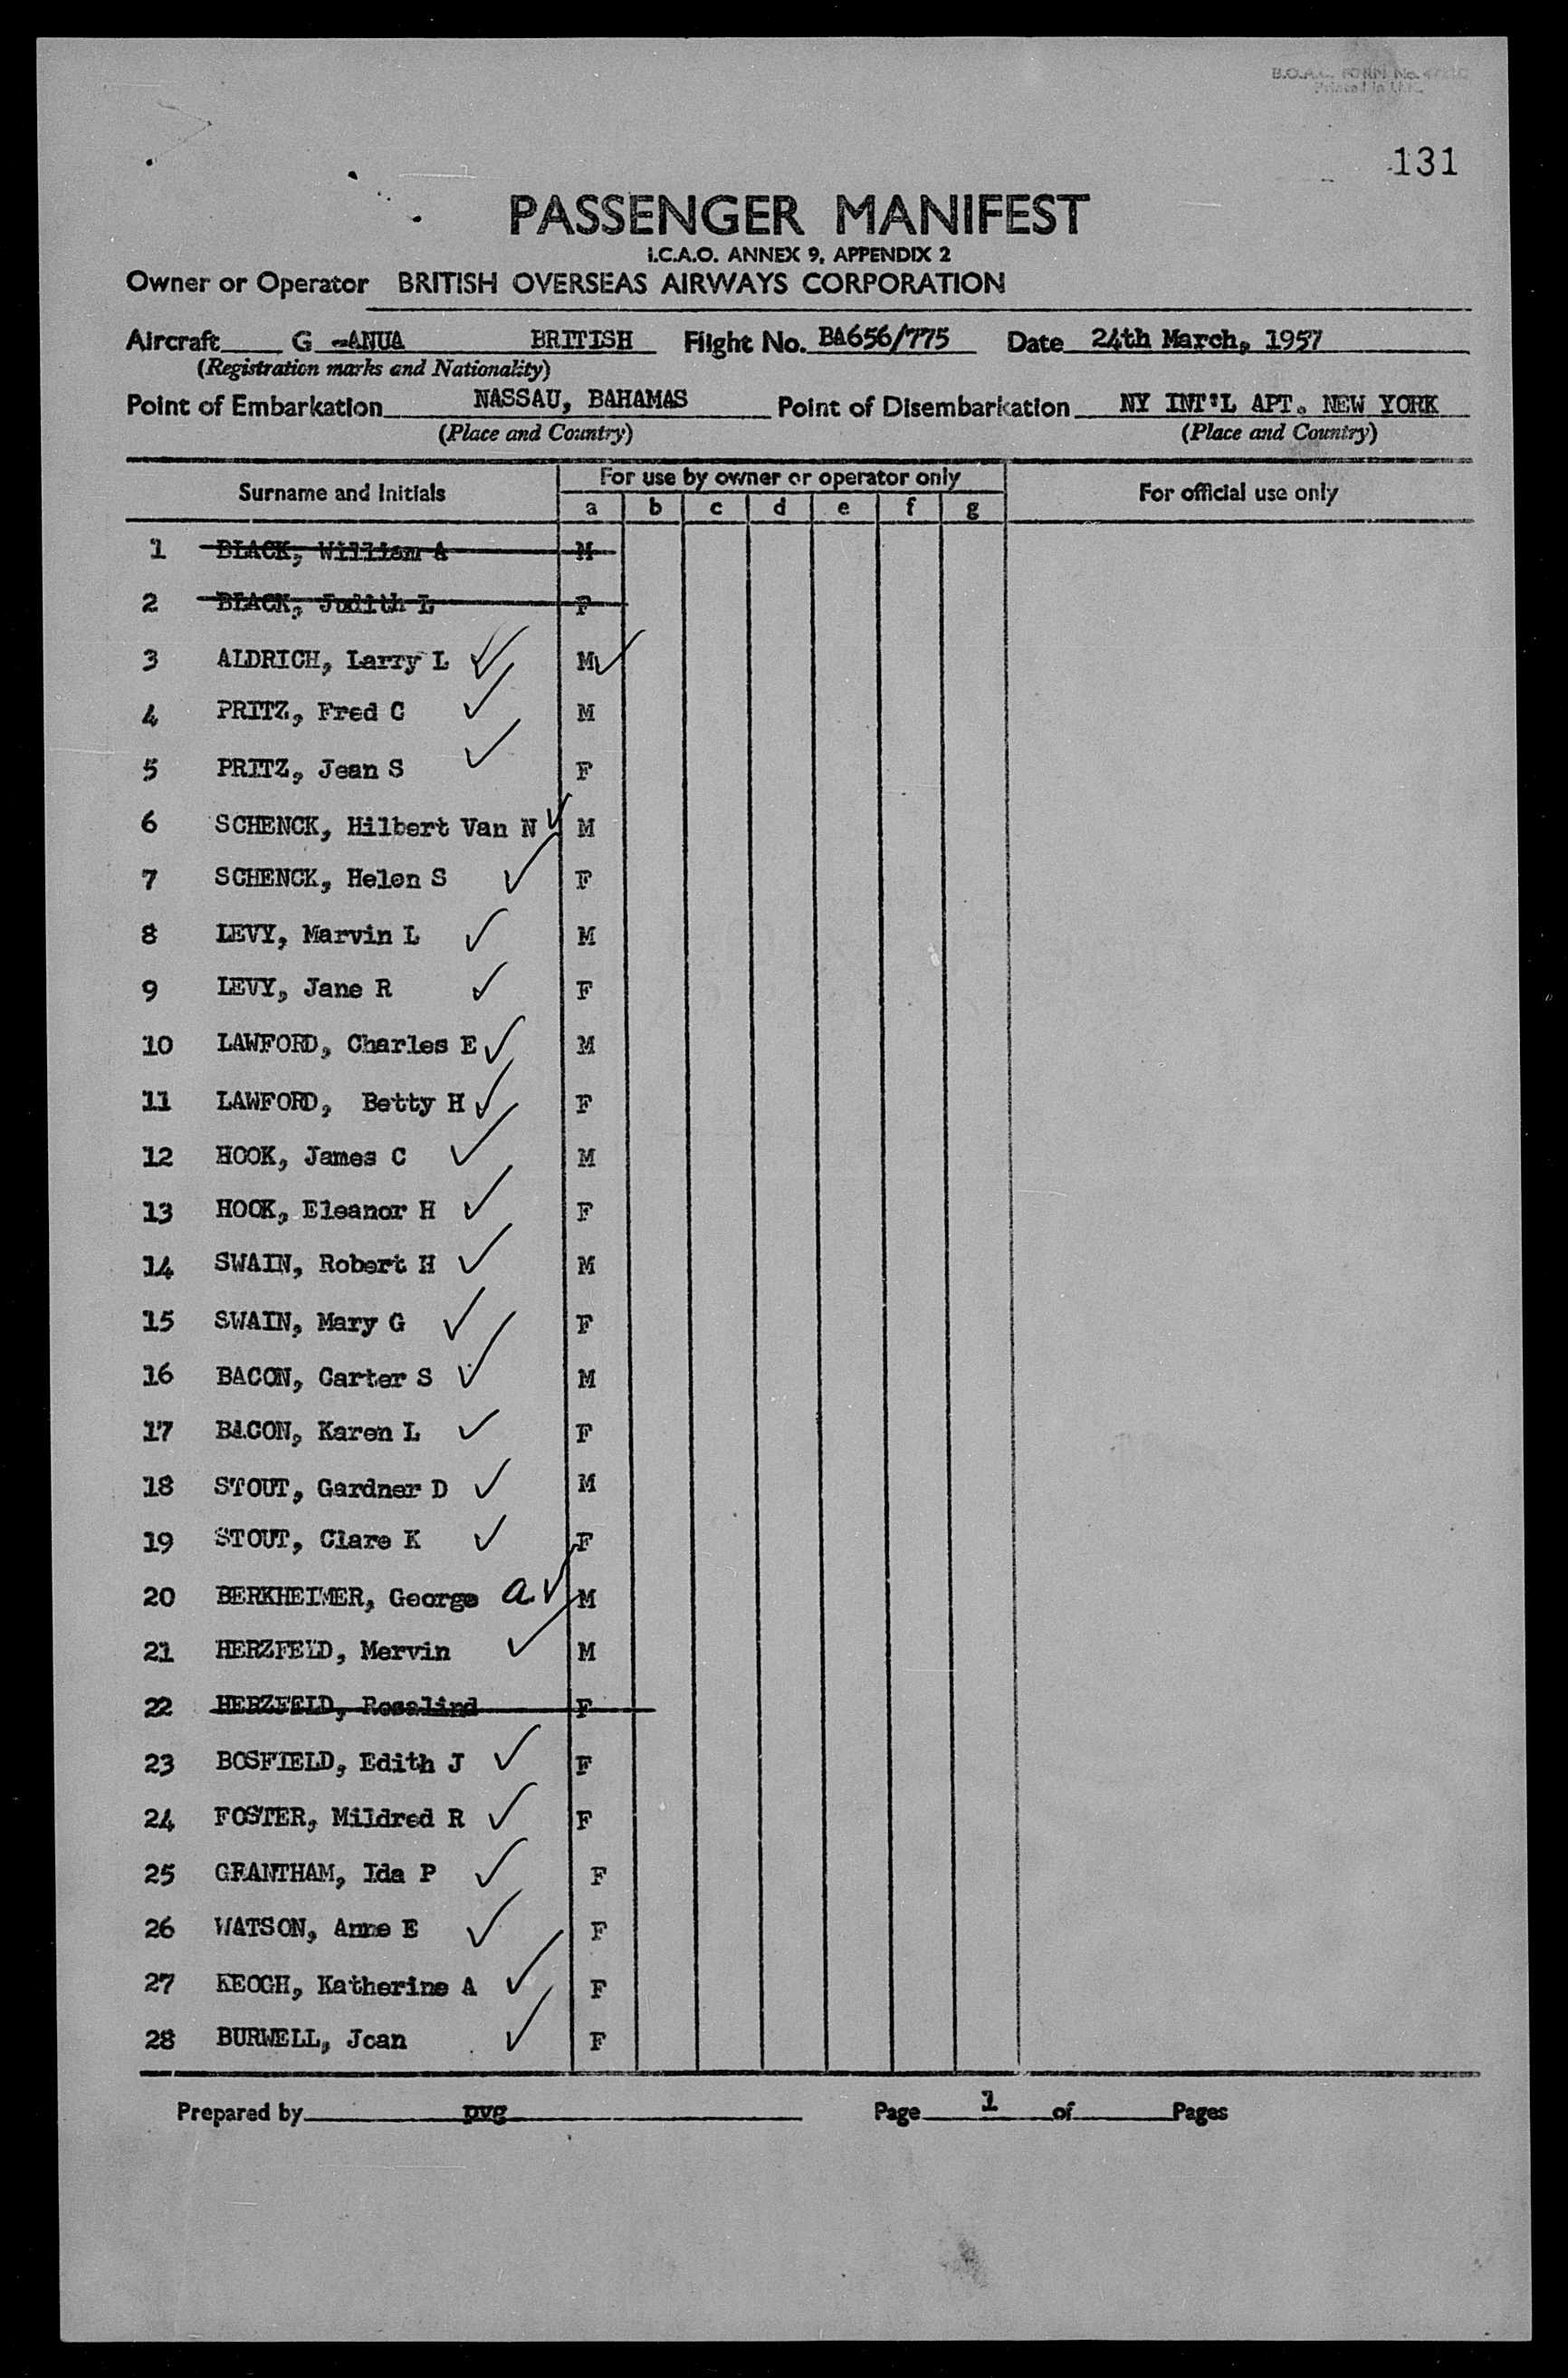 B.O.A.C. FORM No.
Printed in U.K.
131
PASSENGER MANIFEST
I.C.A.O. ANNEX 9, APPENDIX 2
Owner or Operator BRITISH OVERSEAS AIRWAYS CORPORATION
Aircraft G -ANUA BRITISH Flight No. BA656/775 Date 24th March, 1957
(Registration marks and Nationality)
Point of Embarkation NASSAU, BAHAMAS Point of Disembarkation NY INT'L APT. NEW YORK
(Place and Country) (Place and Country)
Surname and Initials For use by owner or operator only For official use only
a b c d e f g
1 BLACK, William A M
2 BLACK, Judith L F
3 ALDRICH, Larry L M
4 PRITZ, Fred C M
5 PRITZ, Jean S F
6 SCHENCK, Hilbert Van N M
7 SCHENCK, Helen S F
8 LEVY, Marvin L M
9 LEVY, Jane R F
10 LAWFORD, Charles E M
11 LAWFORD, Betty H F
12 HOOK, James C M
13 HOOK, Eleanor H F
14 SWAIN, Robert H M
15 SWAIN, Mary G F
16 BACON, Carter S M
17 BACON, Karen L F
18 STOUT, Gardner D M
19 STOUT, Clare K F
20 BERKHEIMER, George a M
21 HERZFELD, Mervin M
22 HERZFELD, Rosalind F
23 BOSFIELD, Edith J F
24 FOSTER, Mildred R F
25 GRANTHAM, Ida P F
26 WATSON, Anne E F
27 KEOGH, Katherine A F
28 BURWELL, Joan F
Prepared by pvg Page 1 of Pages